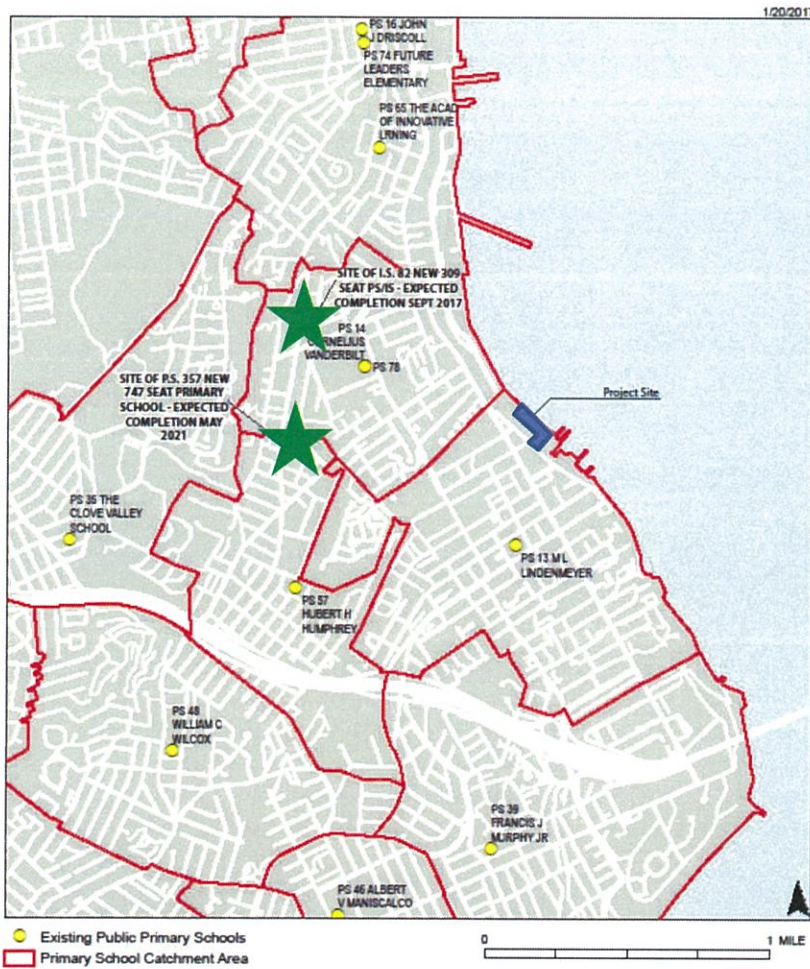 1/20/2017
PS 16 JOHN
J DRISCOLL
PS 74 FUTURE
LEADERS
ELEMENTARY
PS 65 THE ACAD
OF INNOVATIVE
LRNING
SITE OF I.S. 82 NEW 309
SEAT PS/IS - EXPECTED
COMPLETION SEPT 2017
PS 14
CORNELIUS
VANDERBILT
PS 78
SITE OF P.S. 357 NEW
747 SEAT PRIMARY
SCHOOL - EXPECTED
COMPLETION MAY
2021
Project Site
PS 35 THE
CLOVE VALLEY
SCHOOL
PS 13 M L
LINDENMEYER
PS 57
HUBERT H
HUMPHREY
PS 48
WILLIAM C
WILCOX
PS 39
FRANCIS J
MURPHY JR
PS 46 ALBERT
V MANISCALCO
Existing Public Primary Schools
Primary School Catchment Area
0
1 MILE